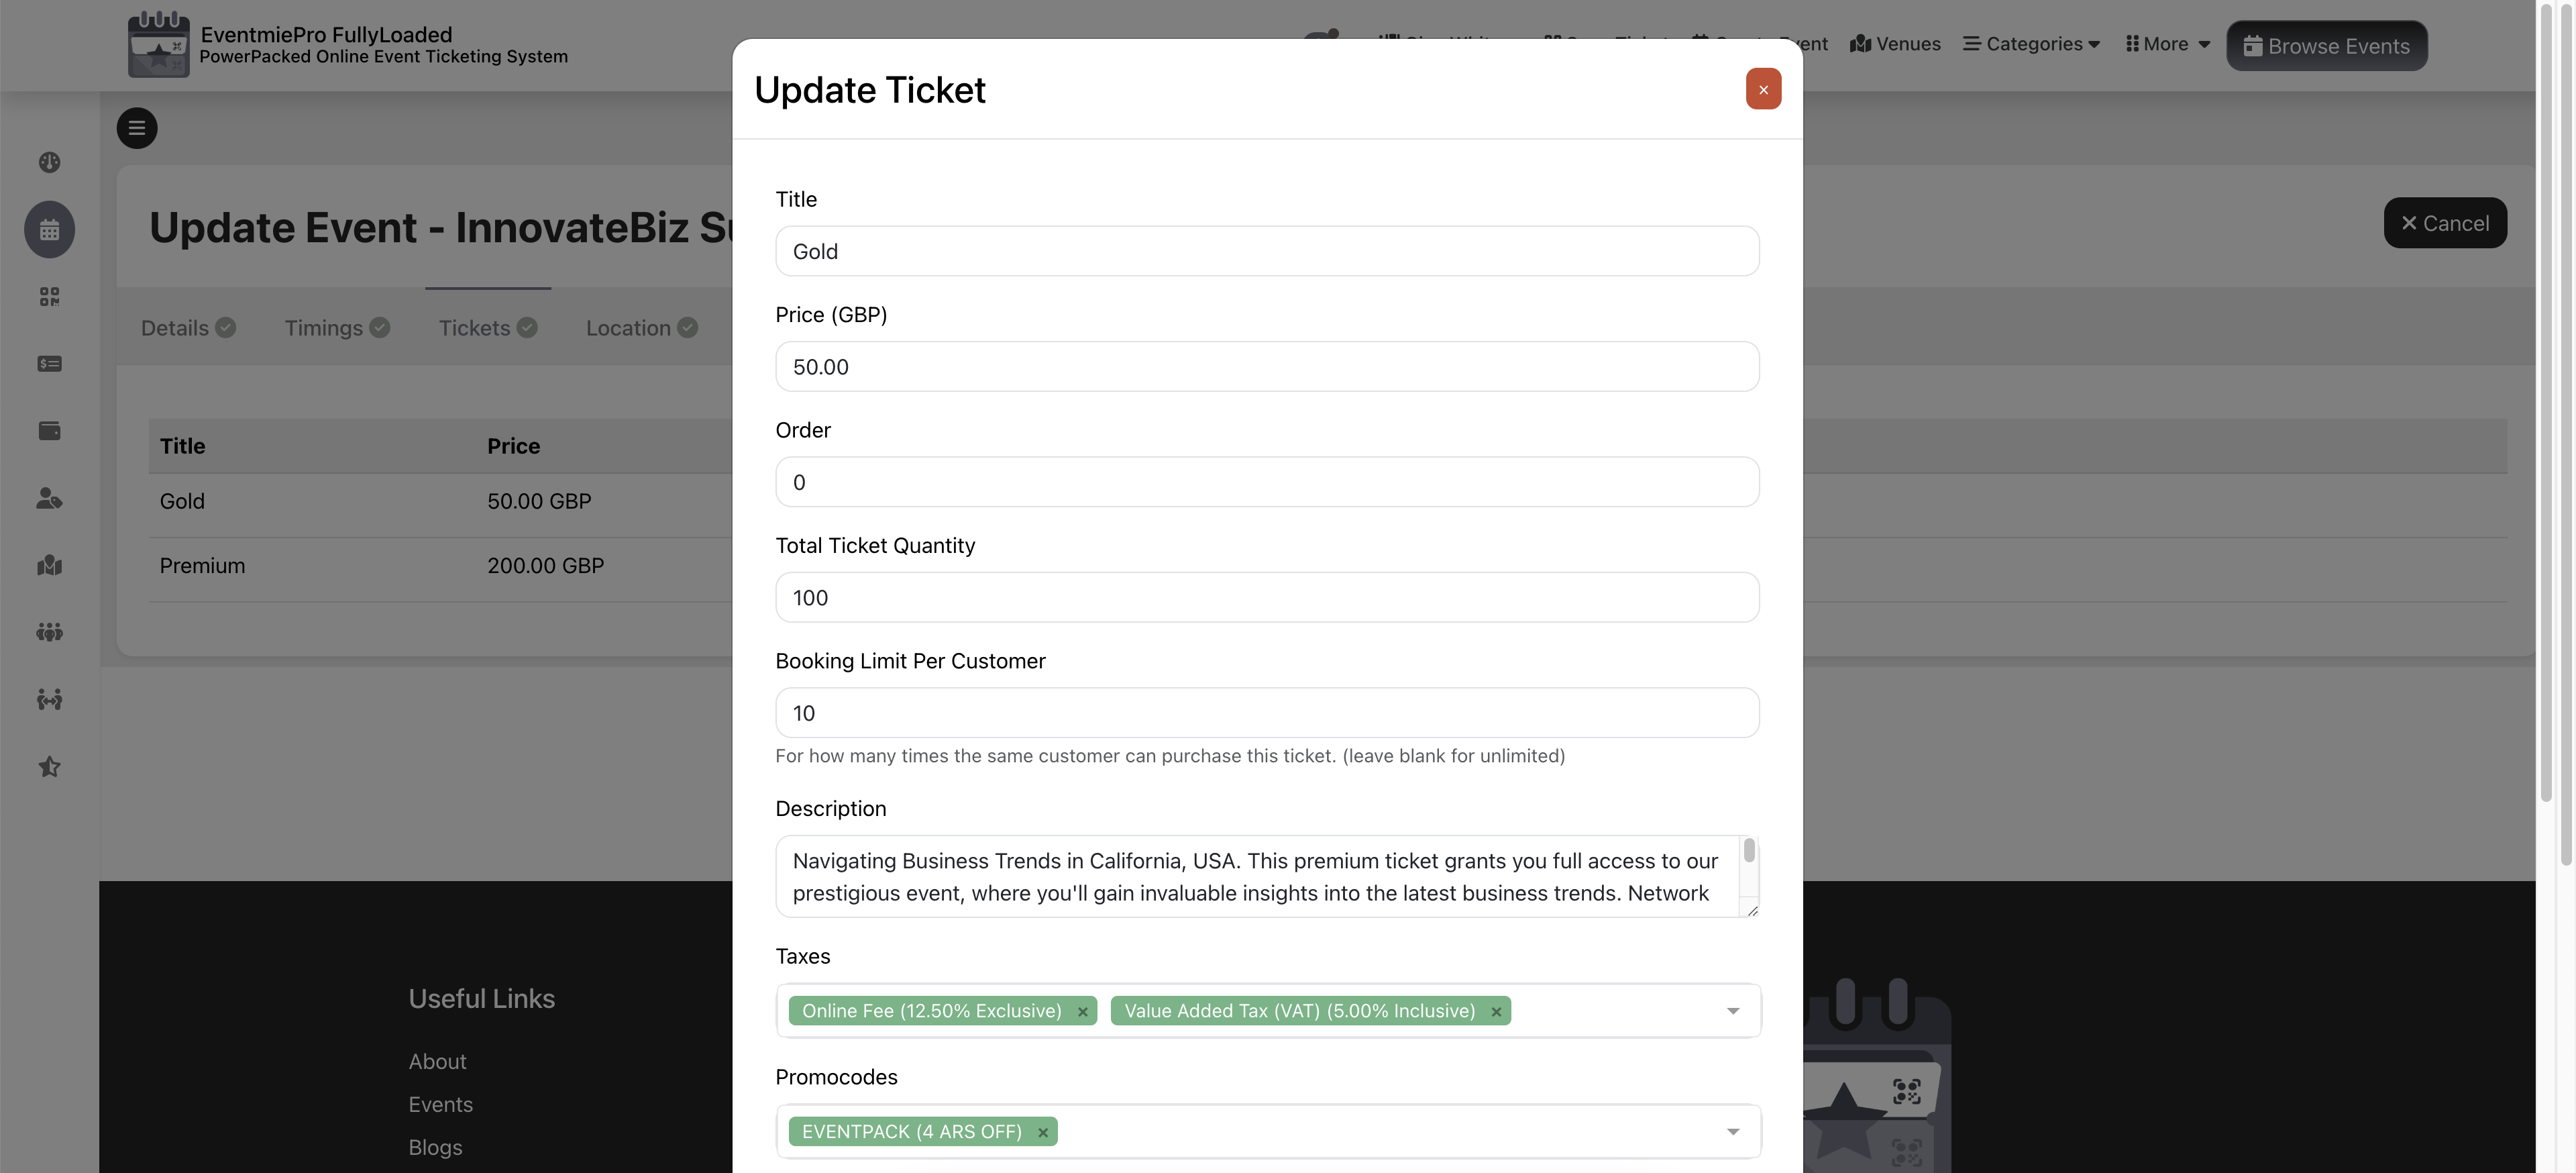 EventmiePro FullyLoaded
PowerPacked Online Event Ticketing System
Venues
Categories
More
Browse Events
Update Ticket
×
Update Event - InnovateBiz
Cancel
Details
Timings
Tickets
Location
Title
Gold
Price (GBP)
50.00
Order
0
Total Ticket Quantity
100
Booking Limit Per Customer
10
For how many times the same customer can purchase this ticket. (leave blank for unlimited)
Description
Navigating Business Trends in California, USA. This premium ticket grants you full access to our
prestigious event, where you'll gain invaluable insights into the latest business trends. Network
Taxes
Online Fee (12.50% Exclusive) ×
Value Added Tax (VAT) (5.00% Inclusive) ×
Promocodes
EVENTPACK (4 ARS OFF) ×
Title Price
Gold 50.00 GBP
Premium 200.00 GBP
Useful Links
About
Events
Blogs